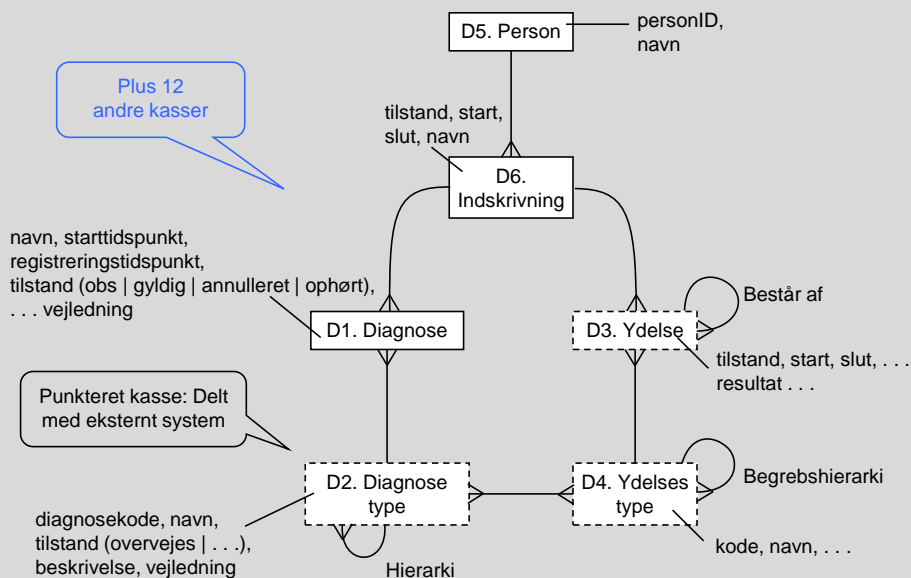 D5. Person
personID,
navn
Plus 12
andre kasser
tilstand, start,
slut, navn
D6.
Indskrivning
navn, starttidspunkt,
registreringstidspunkt,
tilstand (obs | gyldig | annulleret | ophørt),
. . . vejledning
Består af
D1. Diagnose
D3. Ydelse
tilstand, start, slut, . . .
resultat . . .
Punkteret kasse: Delt
med eksternt system
D2. Diagnose
type
D4. Ydelses
type
Begrebshierarki
diagnosekode, navn,
tilstand (overvejes | . . .),
beskrivelse, vejledning
kode, navn, . . .
Hierarki